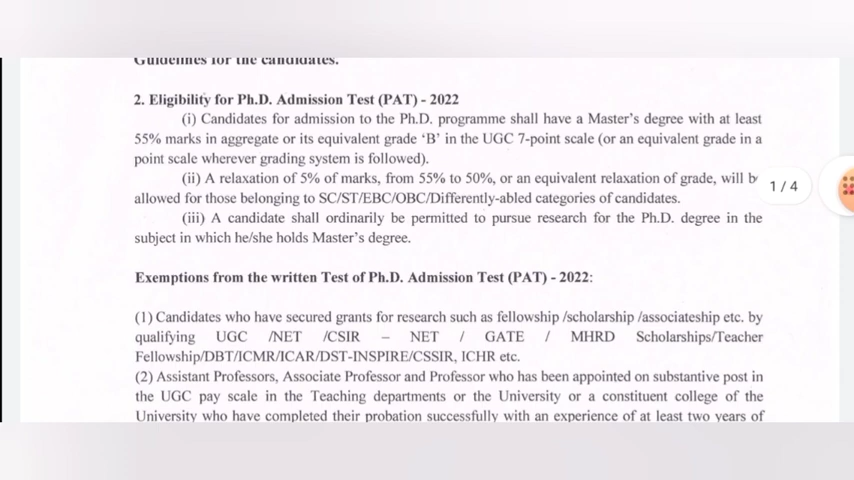 Guidelines for the candidates.
2. Eligibility for Ph.D. Admission Test (PAT) - 2022
(i) Candidates for admission to the Ph.D. programme shall have a Master's degree with at least
55% marks in aggregate or its equivalent grade 'B' in the UGC 7-point scale (or an equivalent grade in a
point scale wherever grading system is followed).
(ii) A relaxation of 5% of marks, from 55% to 50%, or an equivalent relaxation of grade, will b
allowed for those belonging to SC/ST/EBC/OBC/Differently-abled categories of candidates.
1 / 4
(iii) A candidate shall ordinarily be permitted to pursue research for the Ph.D. degree in the
subject in which he/she holds Master's degree.
Exemptions from the written Test of Ph.D. Admission Test (PAT) - 2022:
(1) Candidates who have secured grants for research such as fellowship /scholarship /associateship etc. by
qualifying UGC /NET /CSIR – NET / GATE / MHRD Scholarships/Teacher
Fellowship/DBT/ICMR/ICAR/DST-INSPIRE/CSSIR, ICHR etc.
(2) Assistant Professors, Associate Professor and Professor who has been appointed on substantive post in
the UGC pay scale in the Teaching departments or the University or a constituent college of the
University who have completed their probation successfully with an experience of at least two years of